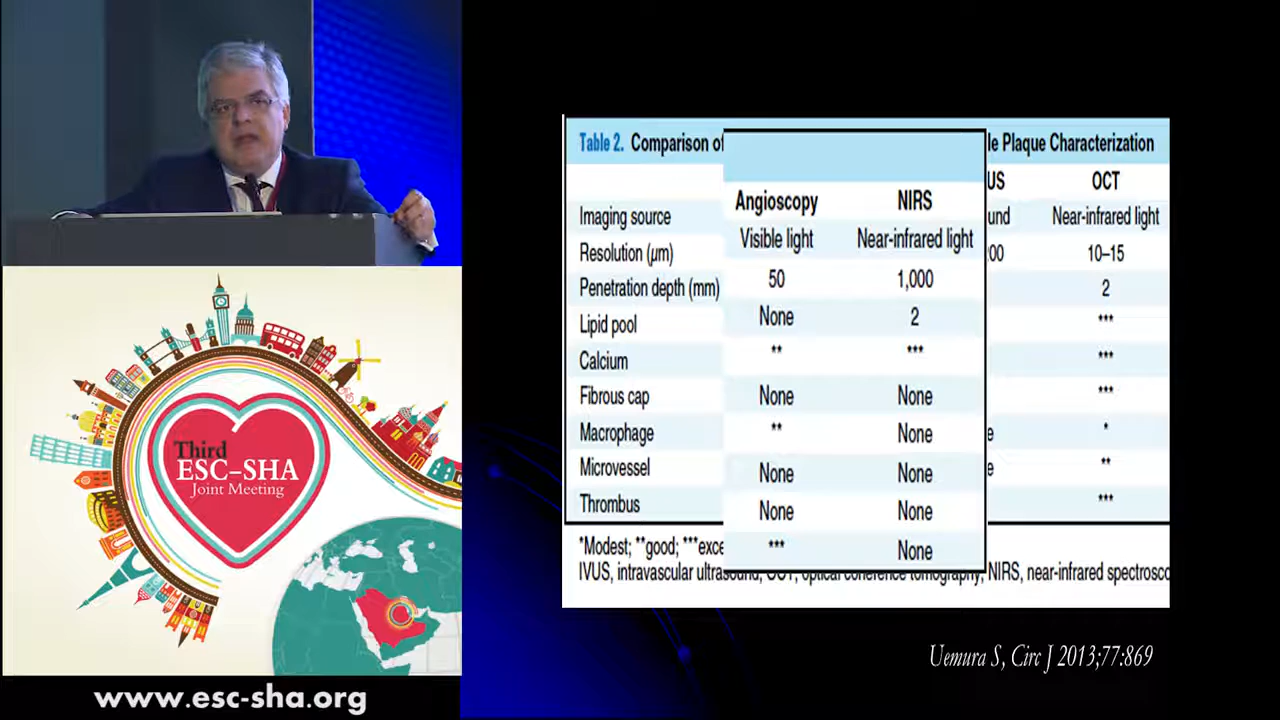 Third
ESC-SHA
Joint Meeting
www.esc-sha.org
Table 2. Comparison of le Plaque Characterization
US OCT
Imaging source und Near-infrared light
Resolution (µm) 00 10–15
Penetration depth (mm) 2
Lipid pool ***
Calcium ***
Fibrous cap ***
Macrophage e *
Microvessel e **
Thrombus ***
*Modest; **good; ***exce
IVUS, intravascular ultrasound; OCT, optical coherence tomography; NIRS, near-infrared spectrosco
Angioscopy NIRS
Visible light Near-infrared light
50 1,000
None 2
** ***
None None
** None
None None
None None
*** None
Uemura S, Circ J 2013;77:869